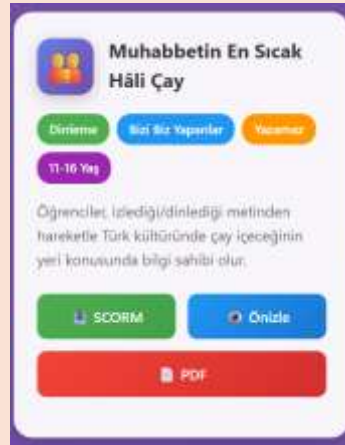 Muhabbetin En Sıcak
Hâli Çay
Dinleme
Bizi Biz Yapanlar
11-16 Yaş
Öğrenciler, izlediği/dinlediği metinden
hareketle Türk kültüründe çay içeceğinin
yeri konusunda bilgi sahibi olur.
SCORM
Önizle
PDF